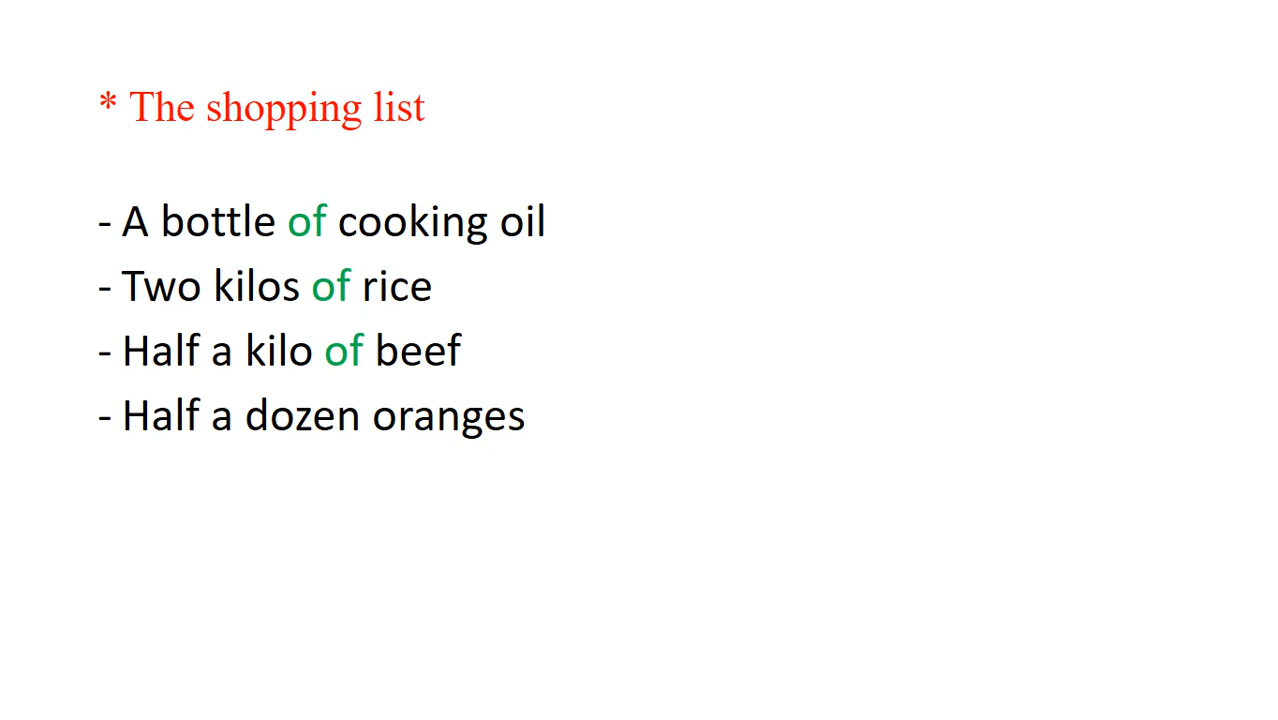 * The shopping list
- A bottle of cooking oil
- Two kilos of rice
- Half a kilo of beef
- Half a dozen oranges